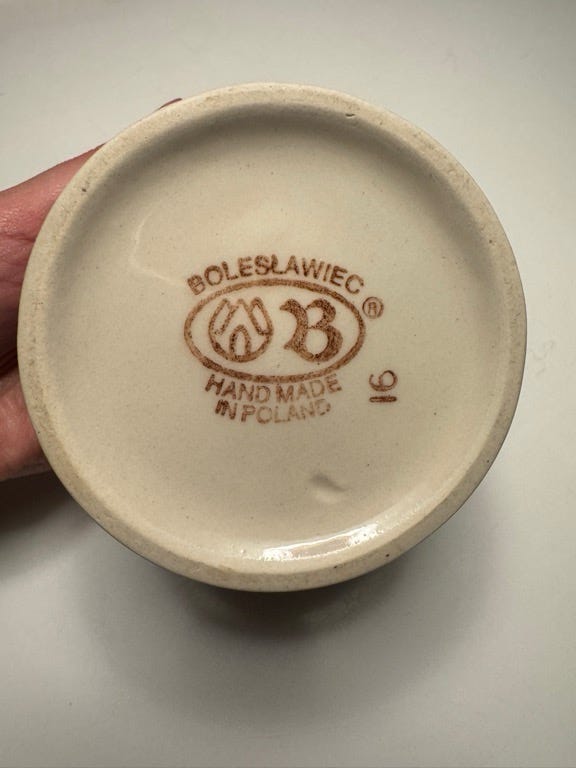 BOLESŁAWIEC ®
B
HAND MADE
IN POLAND
16